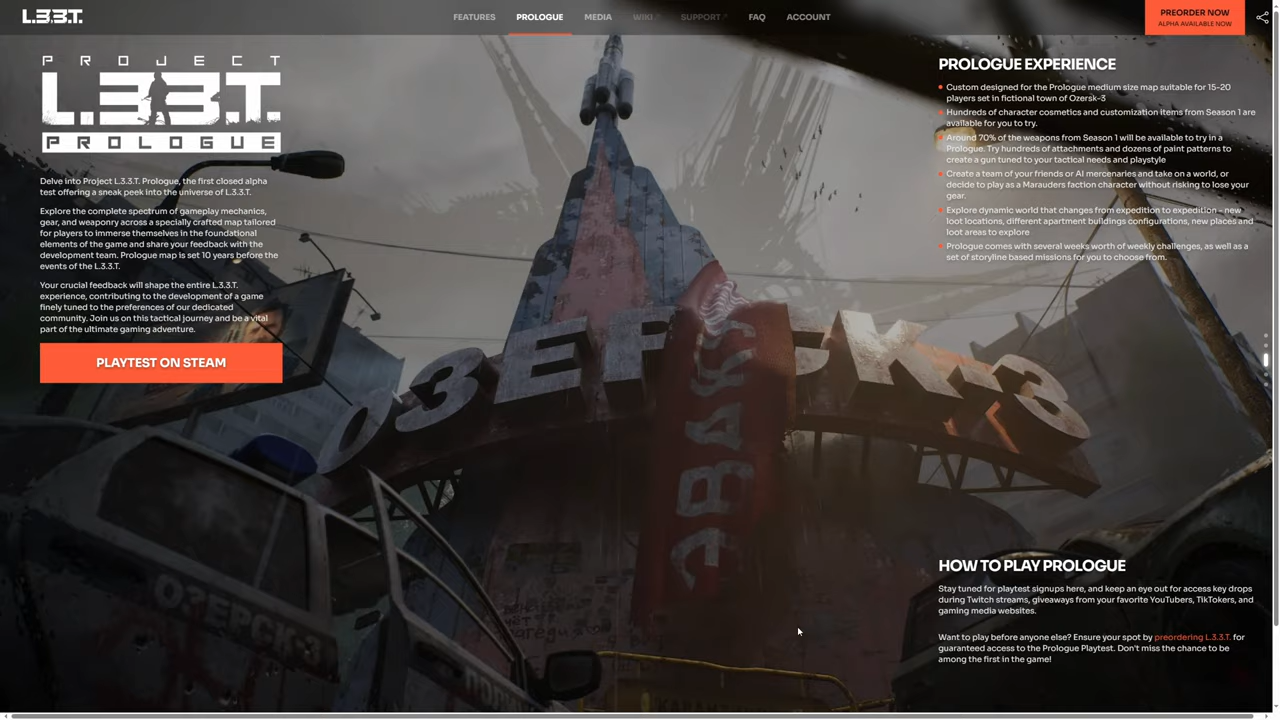 L.33.T.
FEATURES
PROLOGUE
MEDIA
WIKI
SUPPORT
FAQ
ACCOUNT
PREORDER NOW
ALPHA AVAILABLE NOW
PROJECT
L.33.T.
PROLOGUE
Delve into Project L.3.3.T. Prologue, the first closed alpha
test offering a sneak peek into the universe of L.3.3.T.
Explore the complete spectrum of gameplay mechanics,
gear, and weaponry across a specially crafted map tailored
for players to immerse themselves in the foundational
elements of the game and share your feedback with the
development team. Prologue map is set 10 years before the
events of the L.3.3.T.
Your crucial feedback will shape the entire L.3.3.T.
experience, contributing to the development of a game
finely tuned to the preferences of our dedicated
community. Join us on this tactical journey and be a vital
part of the ultimate gaming adventure.
PLAYTEST ON STEAM
PROLOGUE EXPERIENCE
Custom designed for the Prologue medium size map suitable for 15-20
players set in fictional town of Ozersk-3
Hundreds of character cosmetics and customization items from Season 1 are
available for you to try.
Around 70% of the weapons from Season 1 will be available to try in a
Prologue. Try hundreds of attachments and dozens of paint patterns to
create a gun tuned to your tactical needs and playstyle
Create a team of your friends or AI mercenaries and take on a world, or
decide to play as a Marauders faction character without risking to lose your
gear.
Explore dynamic world that changes from expedition to expedition – new
loot locations, different apartment buildings configurations, new places and
loot areas to explore
Prologue comes with several weeks worth of weekly challenges, as well as a
set of storyline based missions for you to choose from.
HOW TO PLAY PROLOGUE
Stay tuned for playtest signups here, and keep an eye out for access key drops
during Twitch streams, giveaways from your favorite YouTubers, TikTokers, and
gaming media websites.
Want to play before anyone else? Ensure your spot by preordering L.3.3.T. for
guaranteed access to the Prologue Playtest. Don't miss the chance to be
among the first in the game!